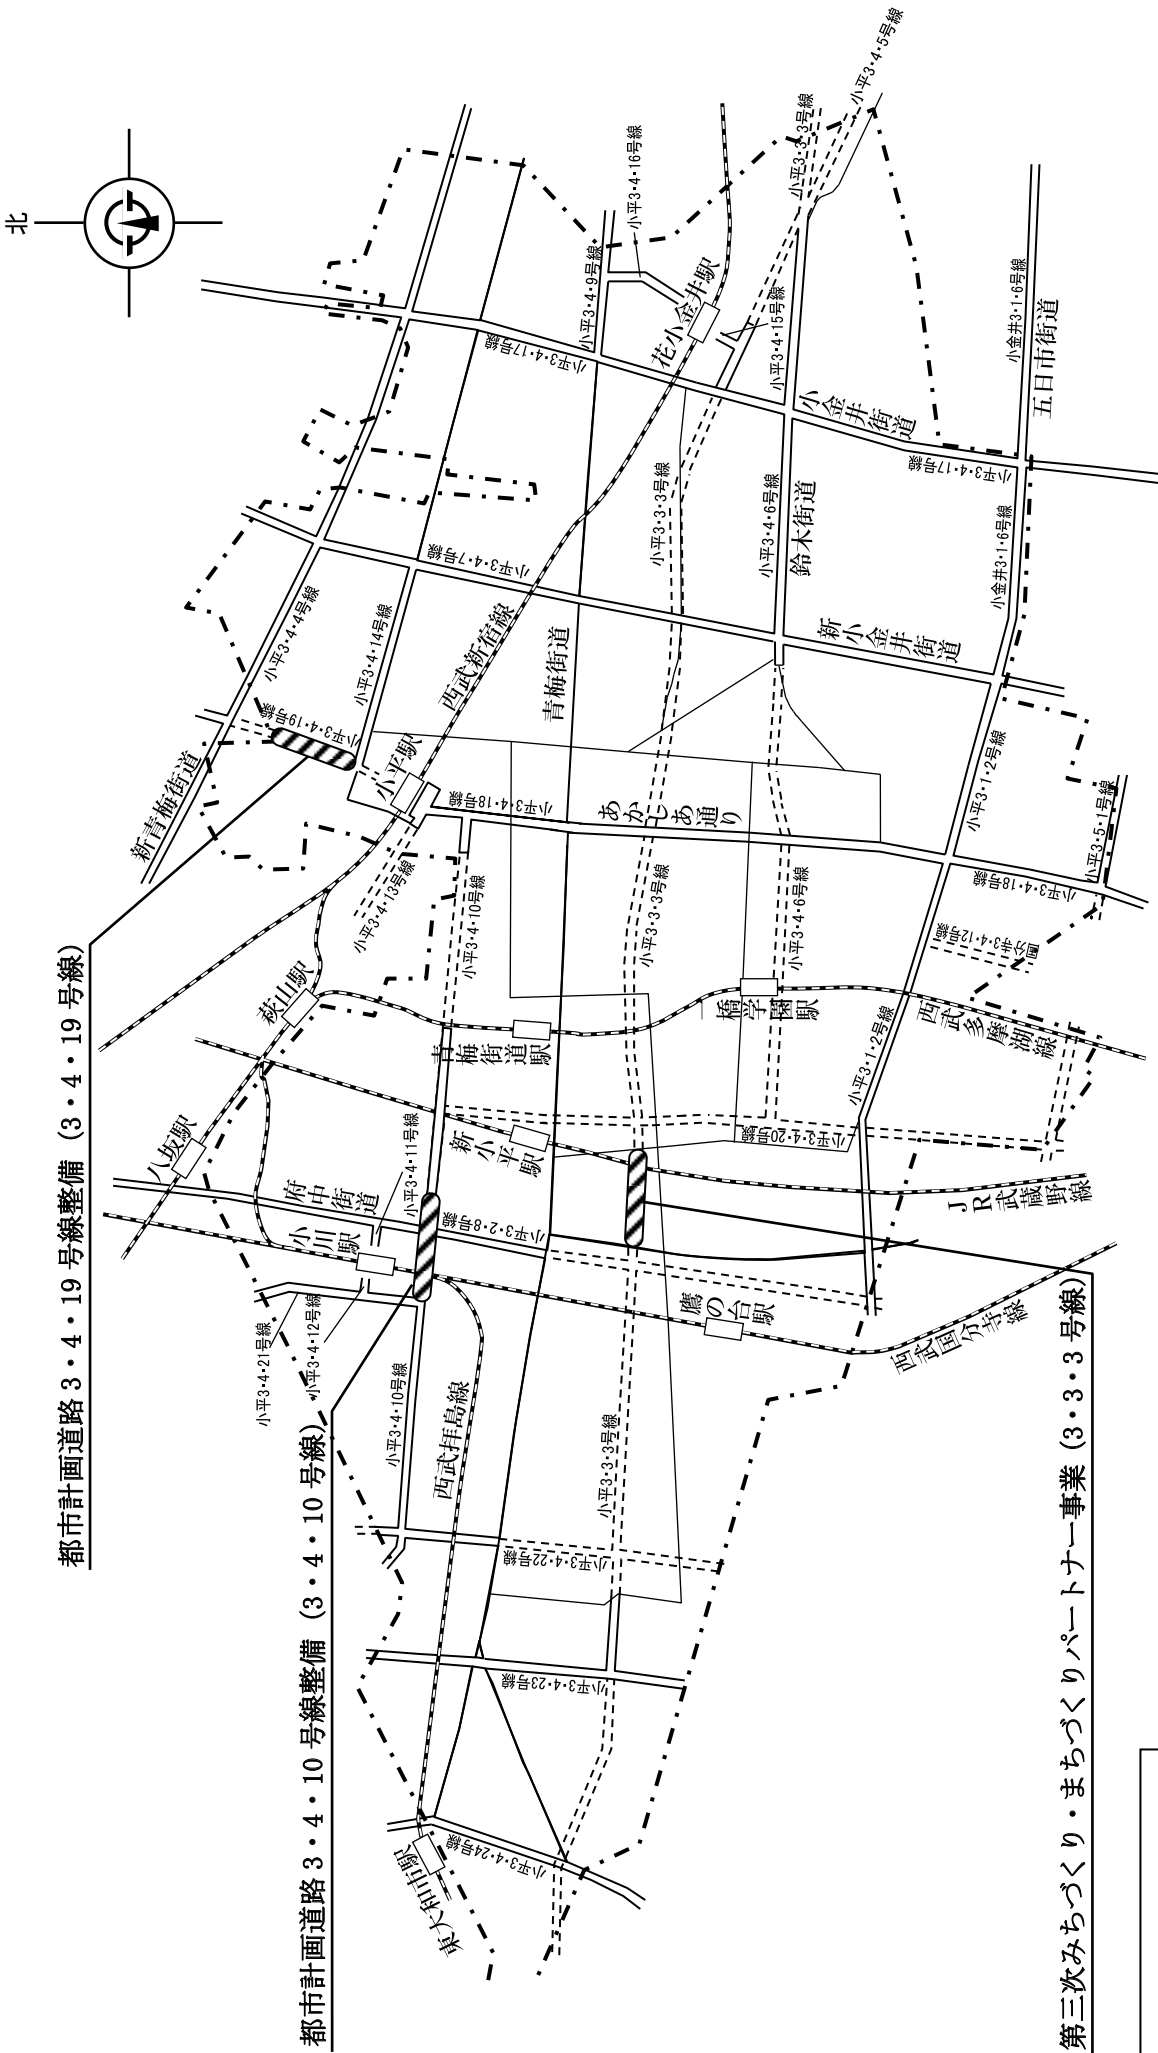 北
都市計画道路3・4・19号線整備（3・4・19号線）
都市計画道路3・4・10号線整備（3・4・10号線）
第三次みちづくり・まちづくりパートナー事業（3・3・3号線）
小平3・4・5号線
小平3・3・3号線
小平3・4・16号線
小平3・4・9号線
花小金井駅
小平3・4・15号線
小平3・4・17号線
小金井街道
小平3・4・17号線
小金井3・1・6号線
五日市街道
小平3・3・3号線
小平3・4・6号線
鈴木街道
小金井3・1・6号線
小平3・4・7号線
新小金井街道
小平3・4・4号線
小平3・4・14号線
西武新宿線
青梅街道
小平3・4・19号線
新青梅街道
小平駅
小平3・4・18号線
あかしあ通り
小平3・1・2号線
小平3・5・1号線
小平3・4・18号線
小平3・4・13号線
小平3・4・10号線
小平3・3・3号線
小平3・4・6号線
国分寺3・4・12号線
萩山駅
青梅街道駅
一橋学園駅
西武多摩湖線
小平3・1・2号線
八坂駅
府中街道
小平3・4・11号線
新小平駅
小平3・4・20号線
JR武蔵野線
小川駅
小平3・2・8号線
鷹の台駅
西武国分寺線
小平3・4・21号線
小平3・4・12号線
小平3・4・10号線
西武拝島線
小平3・3・3号線
小平3・4・22号線
小平3・4・23号線
東大和市駅
小平3・4・24号線